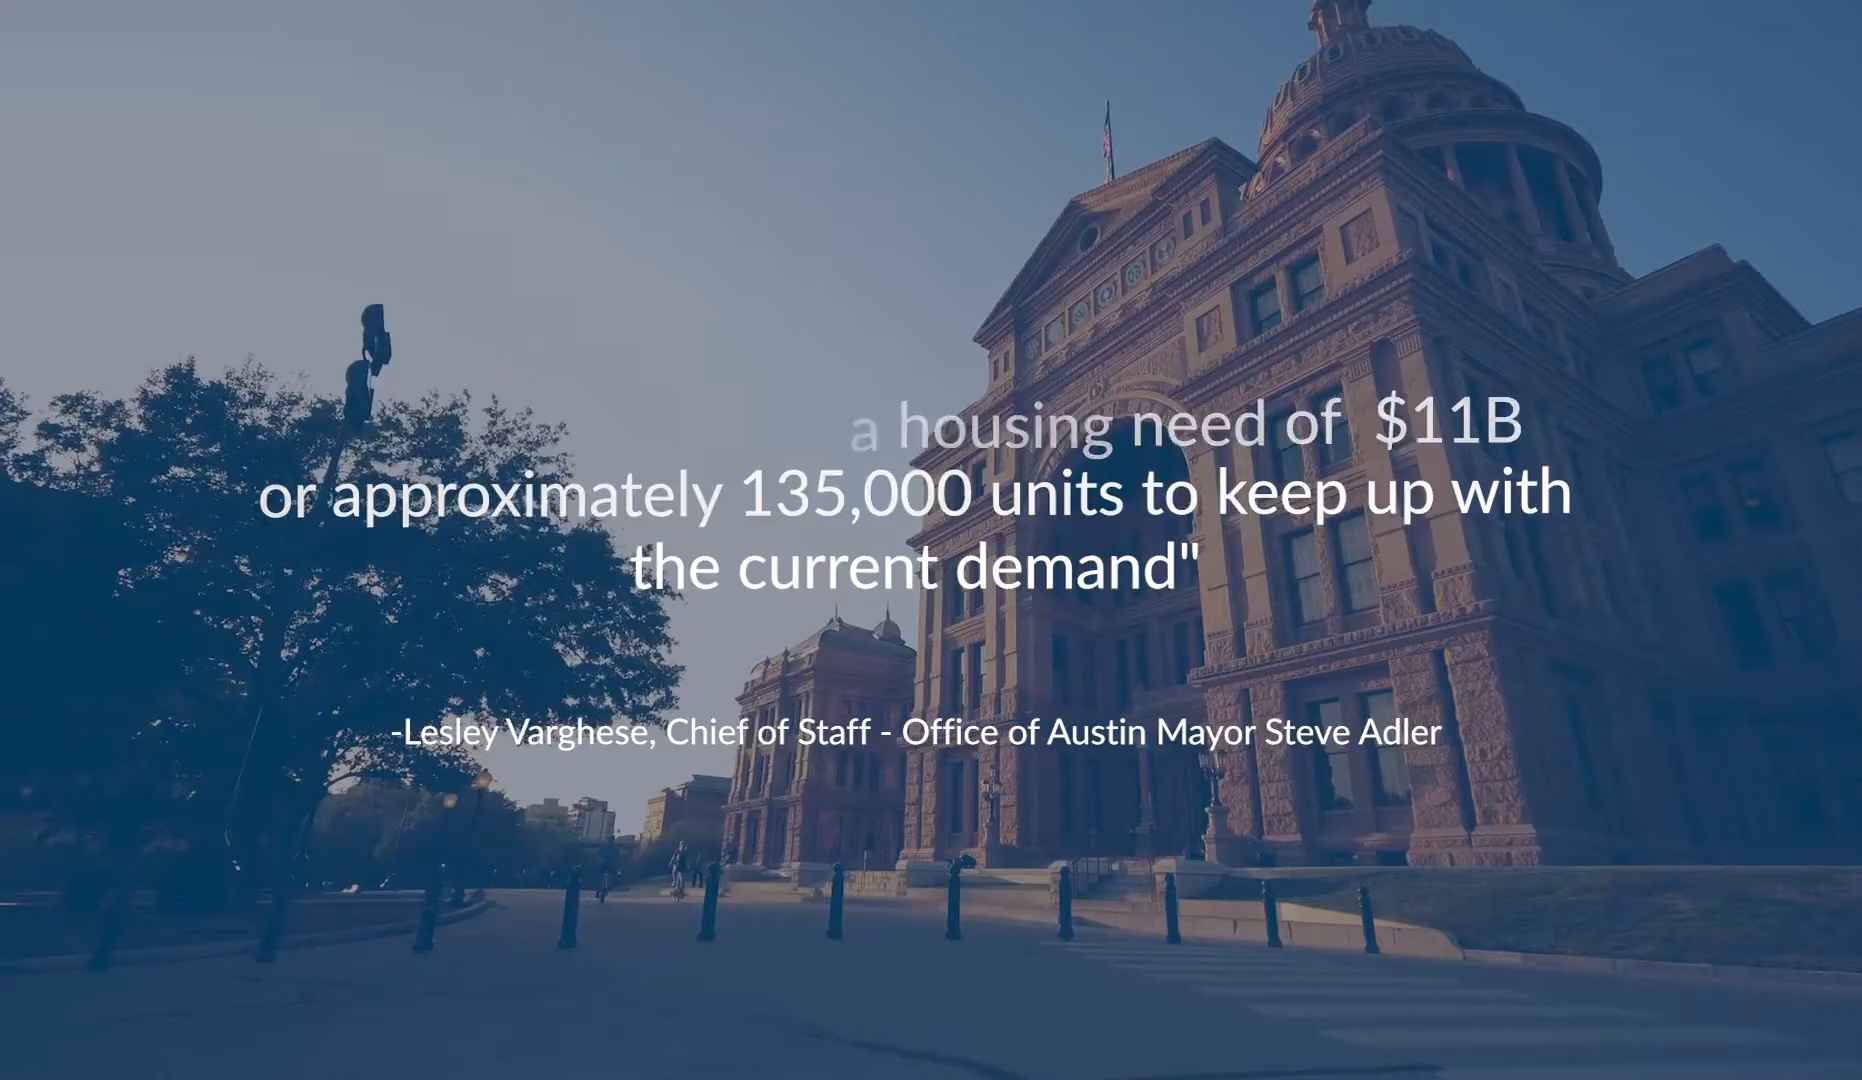 a housing need of $11B
or approximately 135,000 units to keep up with
the current demand"
-Lesley Varghese, Chief of Staff - Office of Austin Mayor Steve Adler